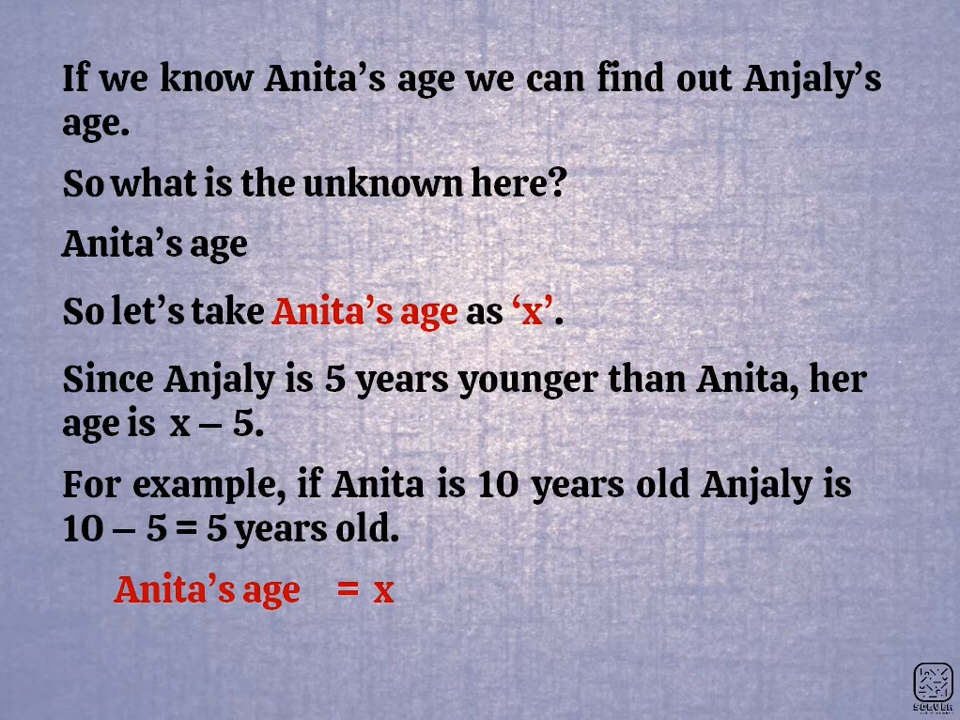 If we know Anita’s age we can find out Anjaly’s
age.
So what is the unknown here?
Anita’s age
So let’s take Anita’s age as ‘x’.
Since Anjaly is 5 years younger than Anita, her
age is x – 5.
For example, if Anita is 10 years old Anjaly is
10 – 5 = 5 years old.
Anita’s age = x